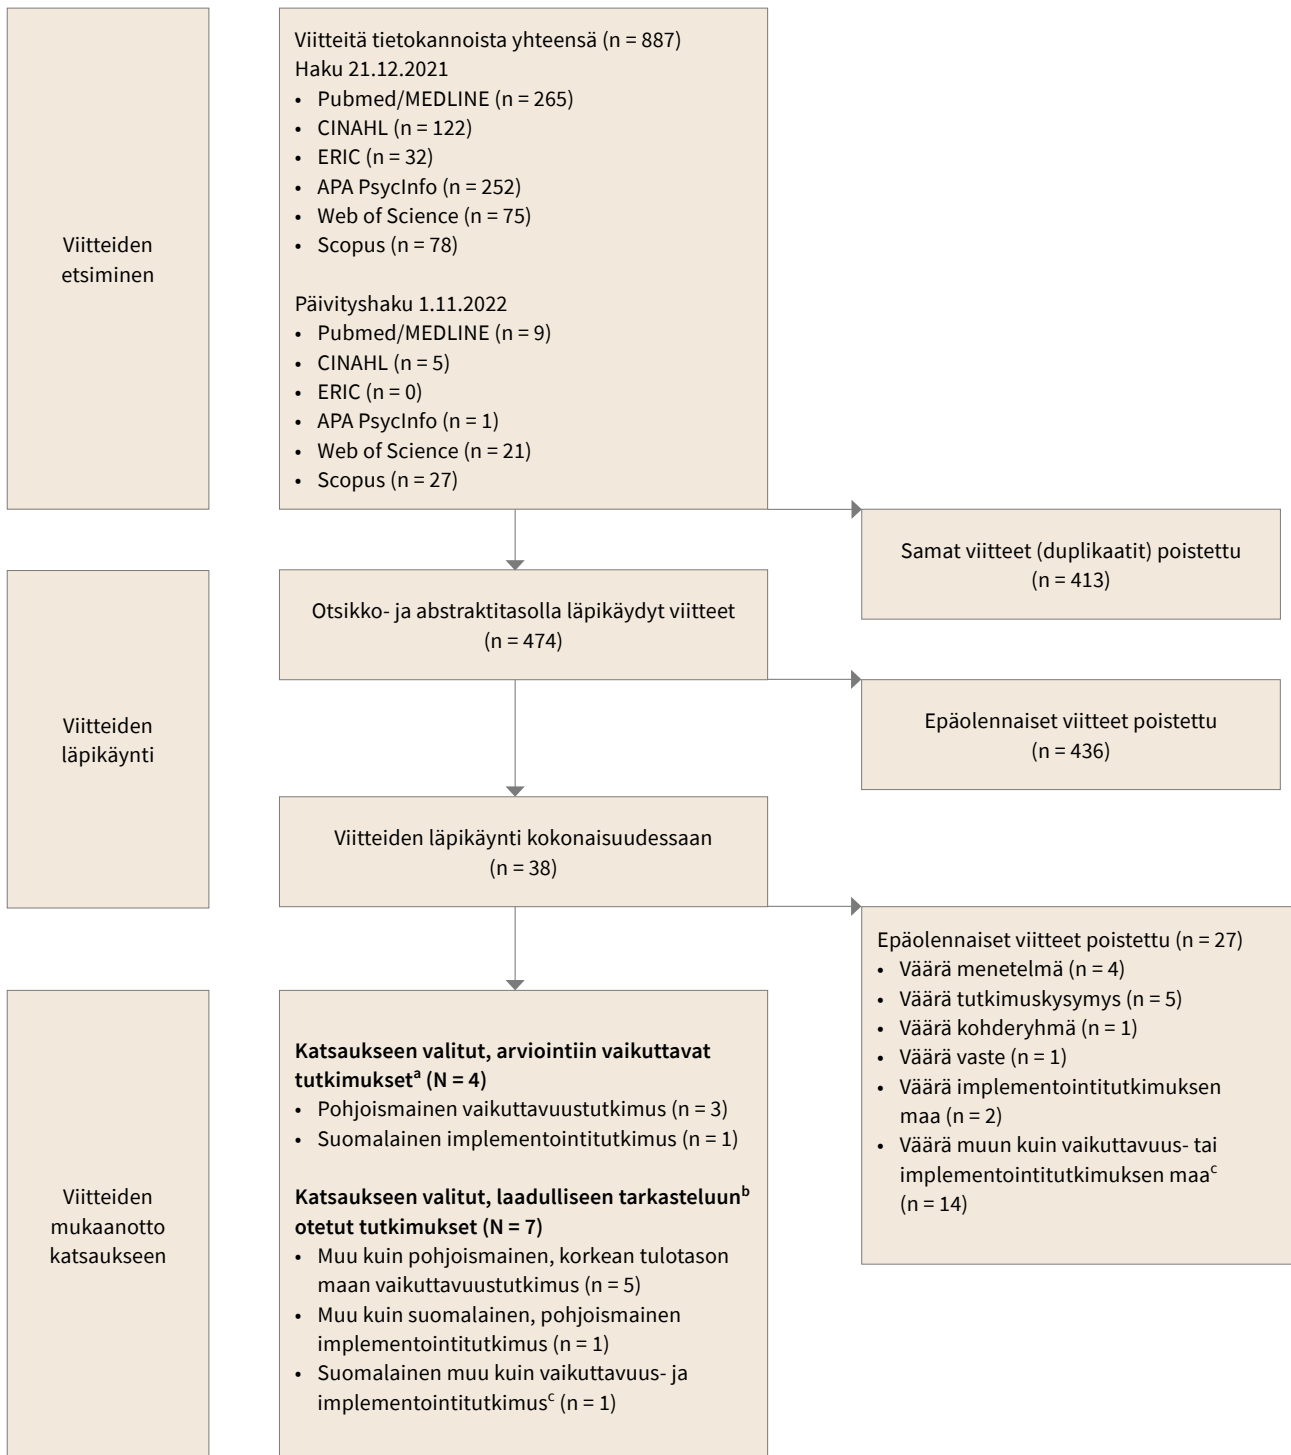 Viitteiden
etsiminen
Viitteitä tietokannoista yhteensä (n = 887)
Haku 21.12.2021
• Pubmed/MEDLINE (n = 265)
• CINAHL (n = 122)
• ERIC (n = 32)
• APA PsycInfo (n = 252)
• Web of Science (n = 75)
• Scopus (n = 78)
Päivityshaku 1.11.2022
• Pubmed/MEDLINE (n = 9)
• CINAHL (n = 5)
• ERIC (n = 0)
• APA PsycInfo (n = 1)
• Web of Science (n = 21)
• Scopus (n = 27)
Samat viitteet (duplikaatit) poistettu
(n = 413)
Viitteiden
läpikäynti
Otsikko- ja abstraktitasolla läpikäydyt viitteet
(n = 474)
Epäolennaiset viitteet poistettu
(n = 436)
Viitteiden läpikäynti kokonaisuudessaan
(n = 38)
Epäolennaiset viitteet poistettu (n = 27)
• Väärä menetelmä (n = 4)
• Väärä tutkimuskysymys (n = 5)
• Väärä kohderyhmä (n = 1)
• Väärä vaste (n = 1)
• Väärä implementointitutkimuksen
maa (n = 2)
• Väärä muun kuin vaikuttavuus- tai
implementointitutkimuksen maaᶜ
(n = 14)
Viitteiden
mukaanotto
katsaukseen
Katsaukseen valitut, arviointiin vaikuttavat
tutkimuksetᵃ (N = 4)
• Pohjoismainen vaikuttavuustutkimus (n = 3)
• Suomalainen implementointitutkimus (n = 1)
Katsaukseen valitut, laadulliseen tarkasteluunᵇ
otetut tutkimukset (N = 7)
• Muu kuin pohjoismainen, korkean tulotason
maan vaikuttavuustutkimus (n = 5)
• Muu kuin suomalainen, pohjoismainen
implementointitutkimus (n = 1)
• Suomalainen muu kuin vaikuttavuus- ja
implementointitutkimusᶜ (n = 1)